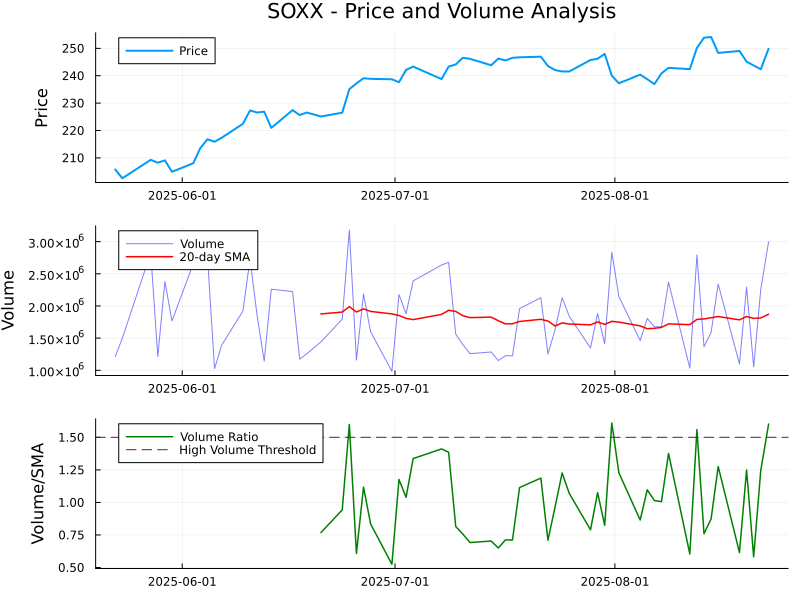 SOXX - Price and Volume Analysis
Price
250
240
230
220
210
Price
2025-06-01
2025-07-01
2025-08-01
Volume
20-day SMA
3.00×10⁶
2.50×10⁶
2.00×10⁶
1.50×10⁶
1.00×10⁶
Volume
2025-06-01
2025-07-01
2025-08-01
Volume Ratio
High Volume Threshold
1.50
1.25
1.00
0.75
0.50
Volume/SMA
2025-06-01
2025-07-01
2025-08-01